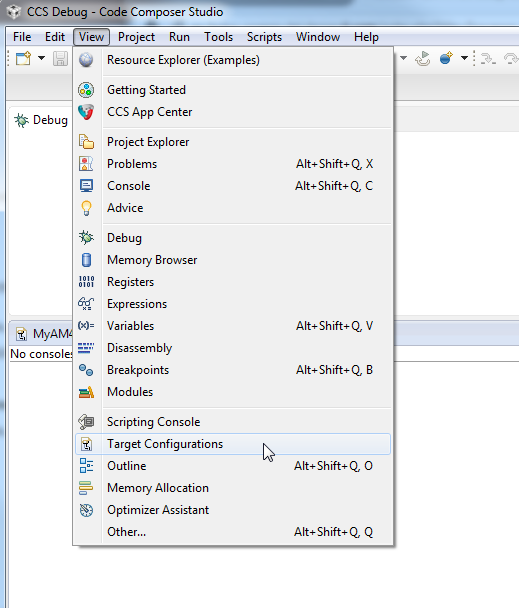 CCS Debug - Code Composer Studio
File Edit View Project Run Tools Scripts Window Help
Resource Explorer (Examples)
Getting Started
CCS App Center
Debug
Project Explorer
Problems Alt+Shift+Q, X
Console Alt+Shift+Q, C
Advice
Debug
Memory Browser
1010
0101
Registers
Expressions
(x)= Variables Alt+Shift+Q, V
Disassembly
Breakpoints Alt+Shift+Q, B
Modules
MyAM4
No consoles
Scripting Console
Target Configurations
Outline Alt+Shift+Q, O
Memory Allocation
Optimizer Assistant
Other... Alt+Shift+Q, Q